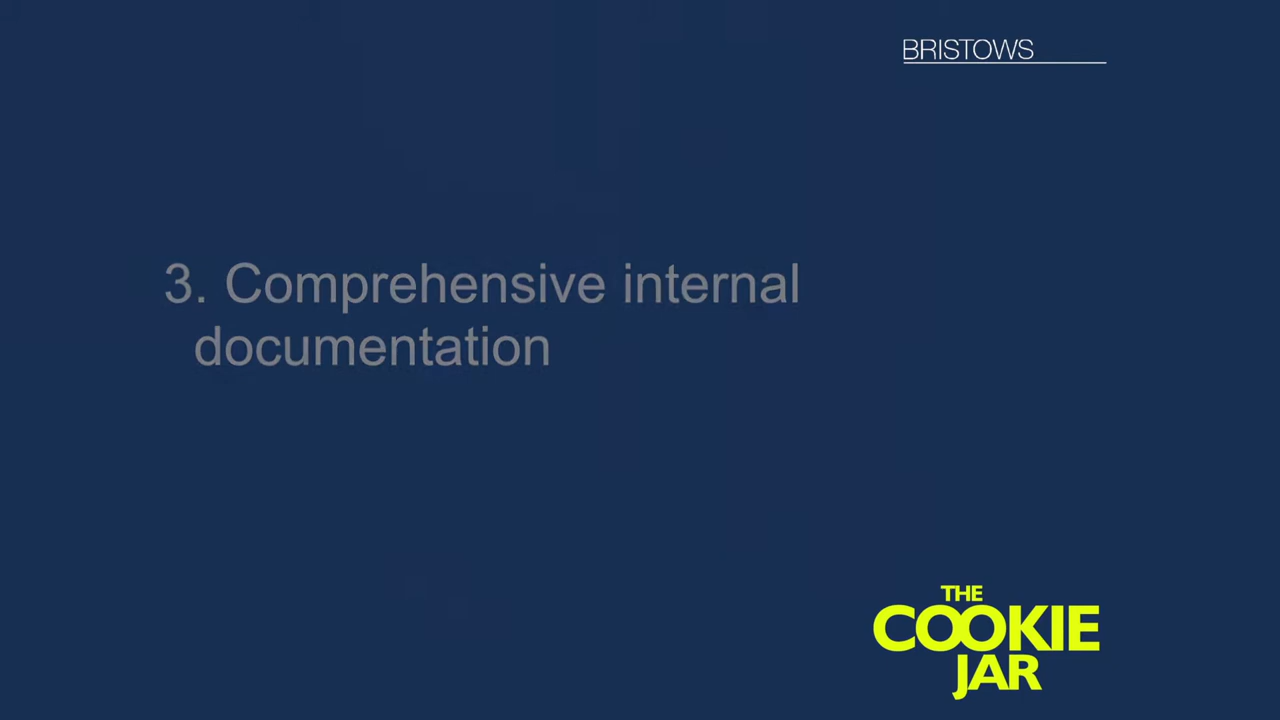 BRISTOWS
3. Comprehensive internal
documentation
THE
COOKIE
JAR